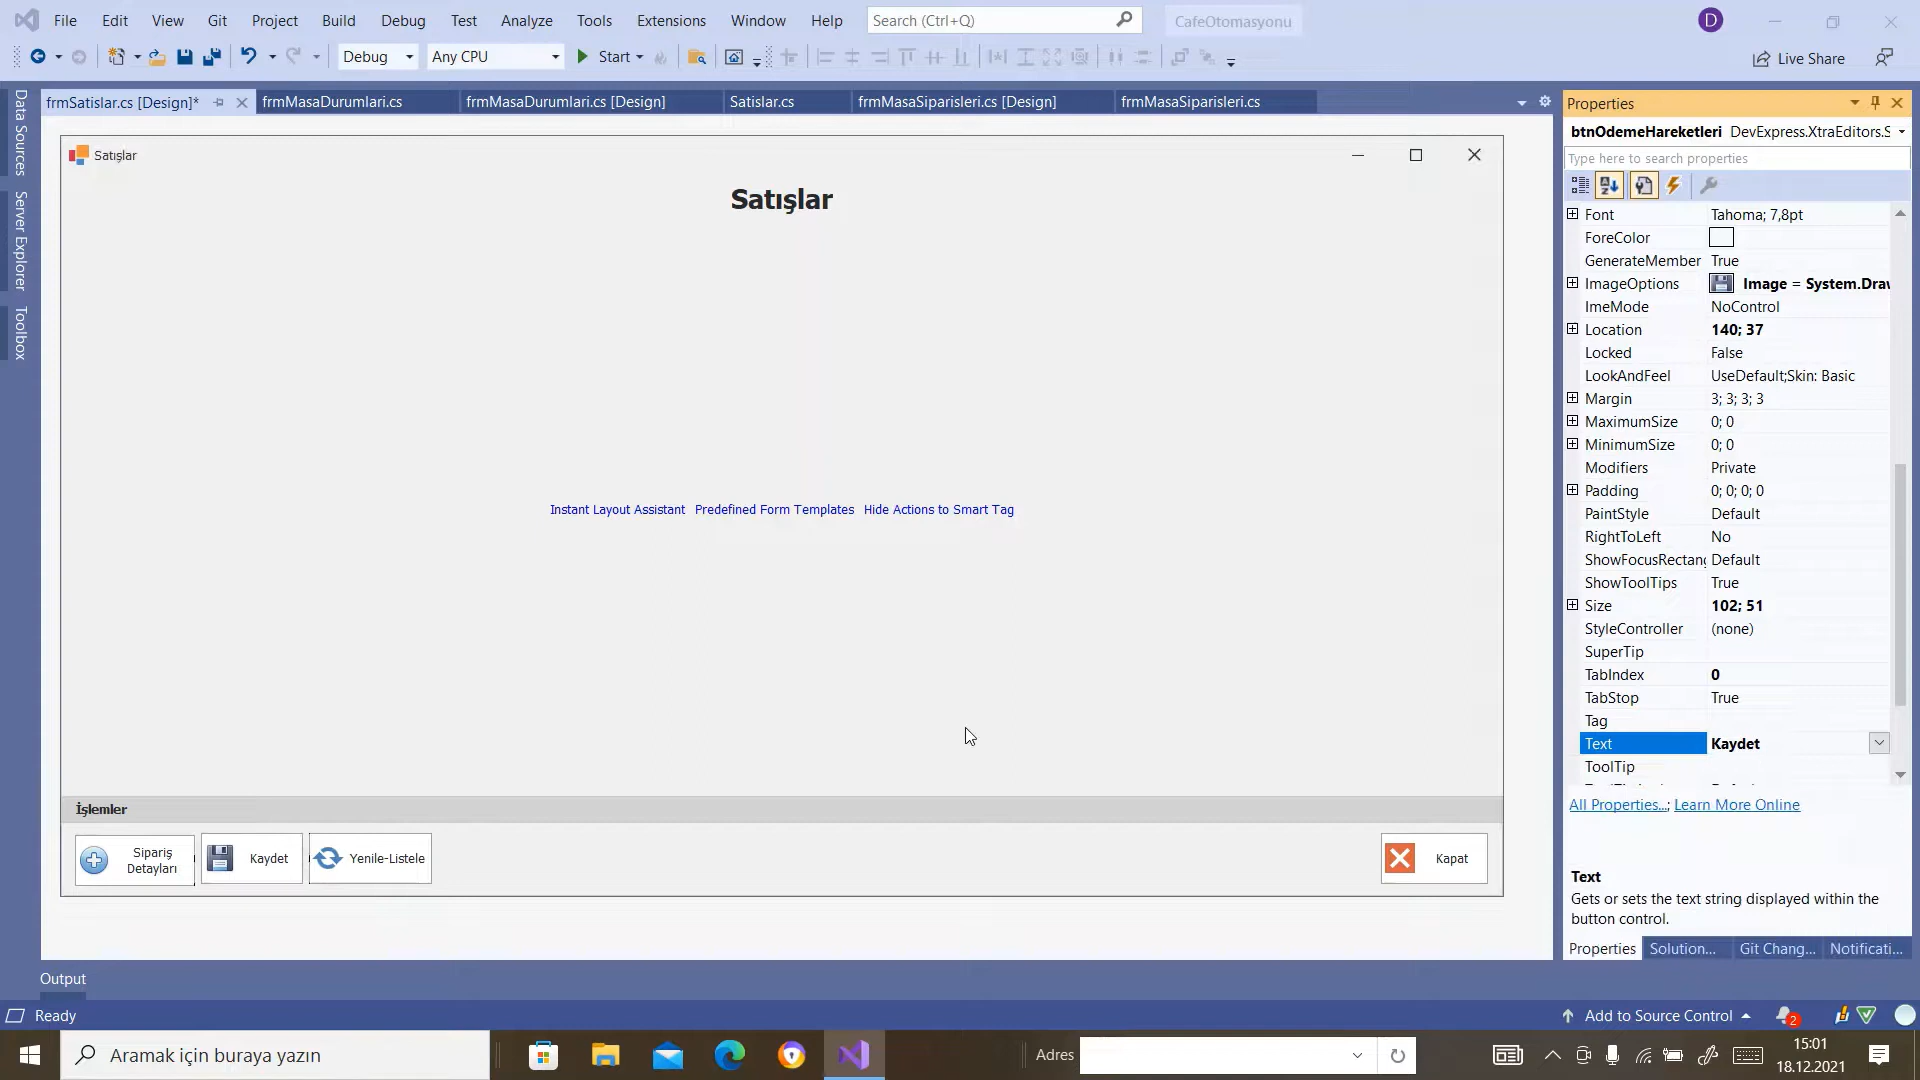 File Edit View Git Project Build Debug Test Analyze Tools Extensions Window Help Search (Ctrl+Q) CafeOtomasyonu D
Debug Any CPU Start Live Share
frmSatislar.cs [Design]* frmMasaDurumlari.cs frmMasaDurumlari.cs [Design] Satislar.cs frmMasaSiparisleri.cs [Design] frmMasaSiparisleri.cs
Data Sources
Server Explorer
Toolbox
Satışlar
Satışlar
Instant Layout Assistant Predefined Form Templates Hide Actions to Smart Tag
İşlemler
Sipariş
Detayları
Kaydet
Yenile-Listele
Kapat
Properties
btnOdemeHareketleri DevExpress.XtraEditors.S
Type here to search properties
Font Tahoma; 7,8pt
ForeColor
GenerateMember True
ImageOptions Image = System.Drav
ImeMode NoControl
Location 140; 37
Locked False
LookAndFeel UseDefault;Skin: Basic
Margin 3; 3; 3; 3
MaximumSize 0; 0
MinimumSize 0; 0
Modifiers Private
Padding 0; 0; 0; 0
PaintStyle Default
RightToLeft No
ShowFocusRectang Default
ShowToolTips True
Size 102; 51
StyleController (none)
SuperTip
TabIndex 0
TabStop True
Tag
Text Kaydet
ToolTip
All Properties...; Learn More Online
Text
Gets or sets the text string displayed within the
button control.
Properties Solution... Git Chang... Notificati...
Output
Ready Add to Source Control 2
Aramak için buraya yazın Adres 15:01
18.12.2021